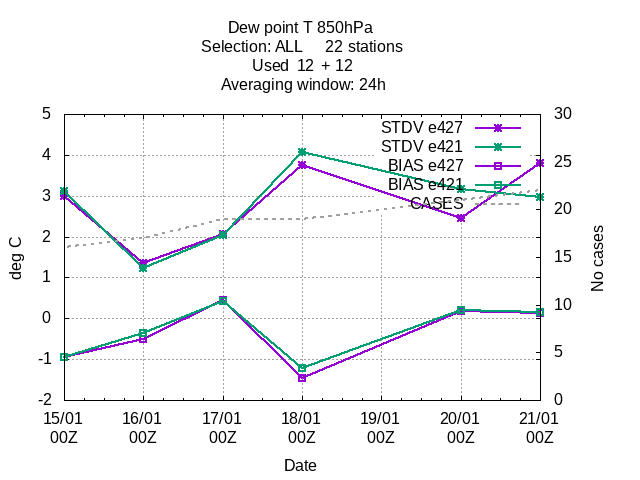 Dew point T 850hPa
Selection: ALL 22 stations
Used 12 + 12
Averaging window: 24h
5
4
3
2
1
0
-1
-2
30
25
20
15
10
5
0
deg C
No cases
STDV e427
STDV e421
BIAS e427
BIAS e421
CASES
15/01 16/01 17/01 18/01 19/01 20/01 21/01
00Z 00Z 00Z 00Z 00Z 00Z 00Z
Date